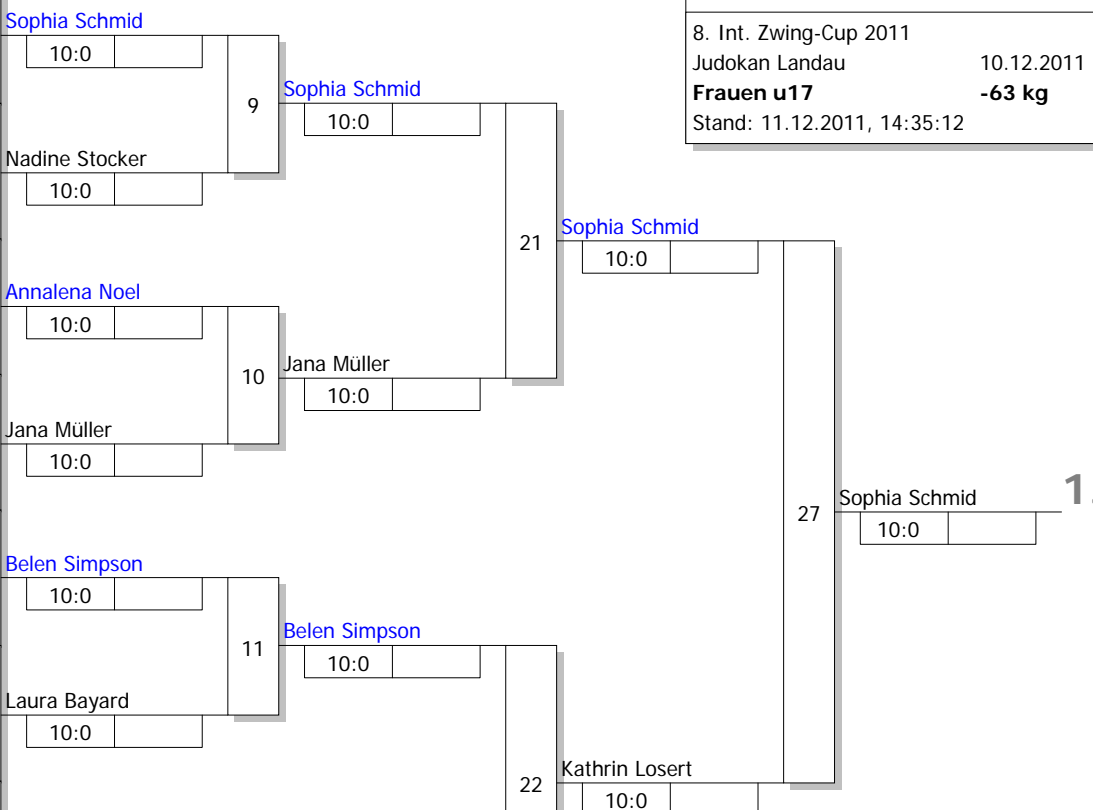 Sophia Schmid
10:0
9
Nadine Stocker
10:0
Annalena Noel
10:0
10
Jana Müller
10:0
Belen Simpson
10:0
11
Laura Bayard
10:0
Sophia Schmid
10:0
21
Jana Müller
10:0
Belen Simpson
10:0
22
Sophia Schmid
10:0
27
Kathrin Losert
10:0
Sophia Schmid
10:0
1.
8. Int. Zwing-Cup 2011
Judokan Landau 10.12.2011
Frauen u17 -63 kg
Stand: 11.12.2011, 14:35:12